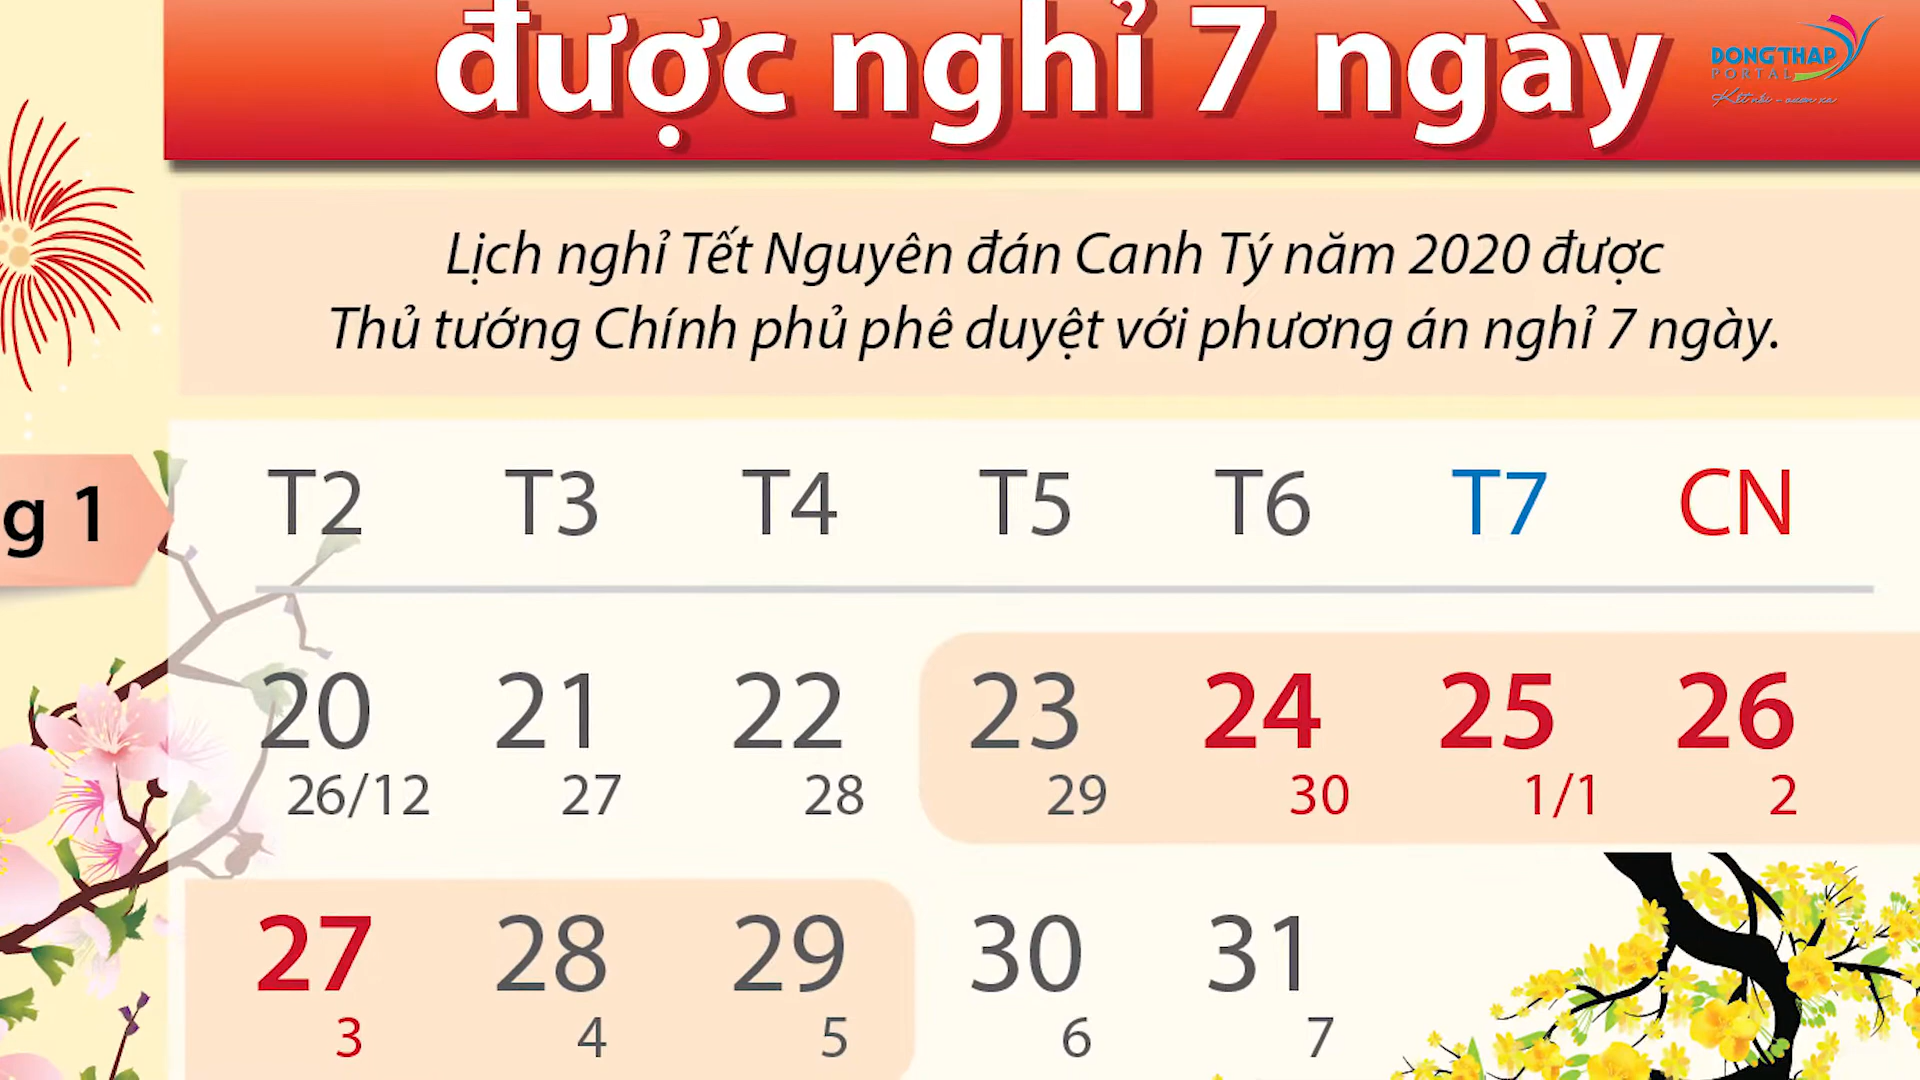 được nghỉ 7 ngày
DONGTHAP
PORTAL
Lịch nghỉ Tết Nguyên đán Canh Tý năm 2020 được
Thủ tướng Chính phủ phê duyệt với phương án nghỉ 7 ngày.
g 1
T2 T3 T4 T5 T6 T7 CN
20 21 22 23 24 25 26
26/12 27 28 29 30 1/1 2
27 28 29 30 31
3 4 5 6 7